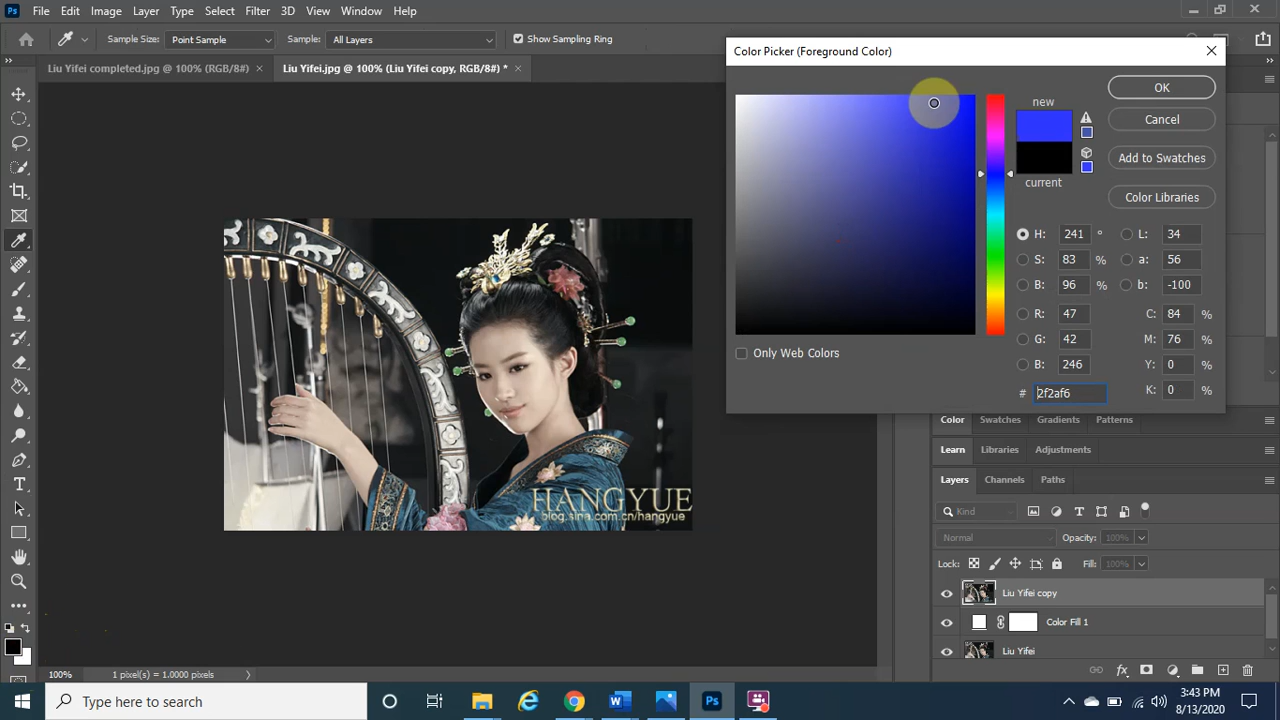 Ps File Edit Image Layer Type Select Filter 3D View Window Help
Sample Size: Point Sample Sample: All Layers Show Sampling Ring
Liu Yifei completed.jpg @ 100% (RGB/8#) × Liu Yifei.jpg @ 100% (Liu Yifei copy, RGB/8#) * ×
Color Picker (Foreground Color)
new
current
OK
Cancel
Add to Swatches
Color Libraries
H: 241 °
S: 83 %
B: 96 %
R: 47
G: 42
B: 246
# 2f2af6
L: 34
a: 56
b: -100
C: 84 %
M: 76 %
Y: 0 %
K: 0 %
Only Web Colors
HANGYUE
blog.sina.com.cn/hangyue
Color Swatches Gradients Patterns
Learn Libraries Adjustments
Layers Channels Paths
Kind
Normal Opacity: 100%
Lock: Fill: 100%
Liu Yifei copy
Color Fill 1
Liu Yifei
100% 1 pixel(s) = 1.0000 pixels
Type here to search
Ps
3:43 PM
8/13/2020